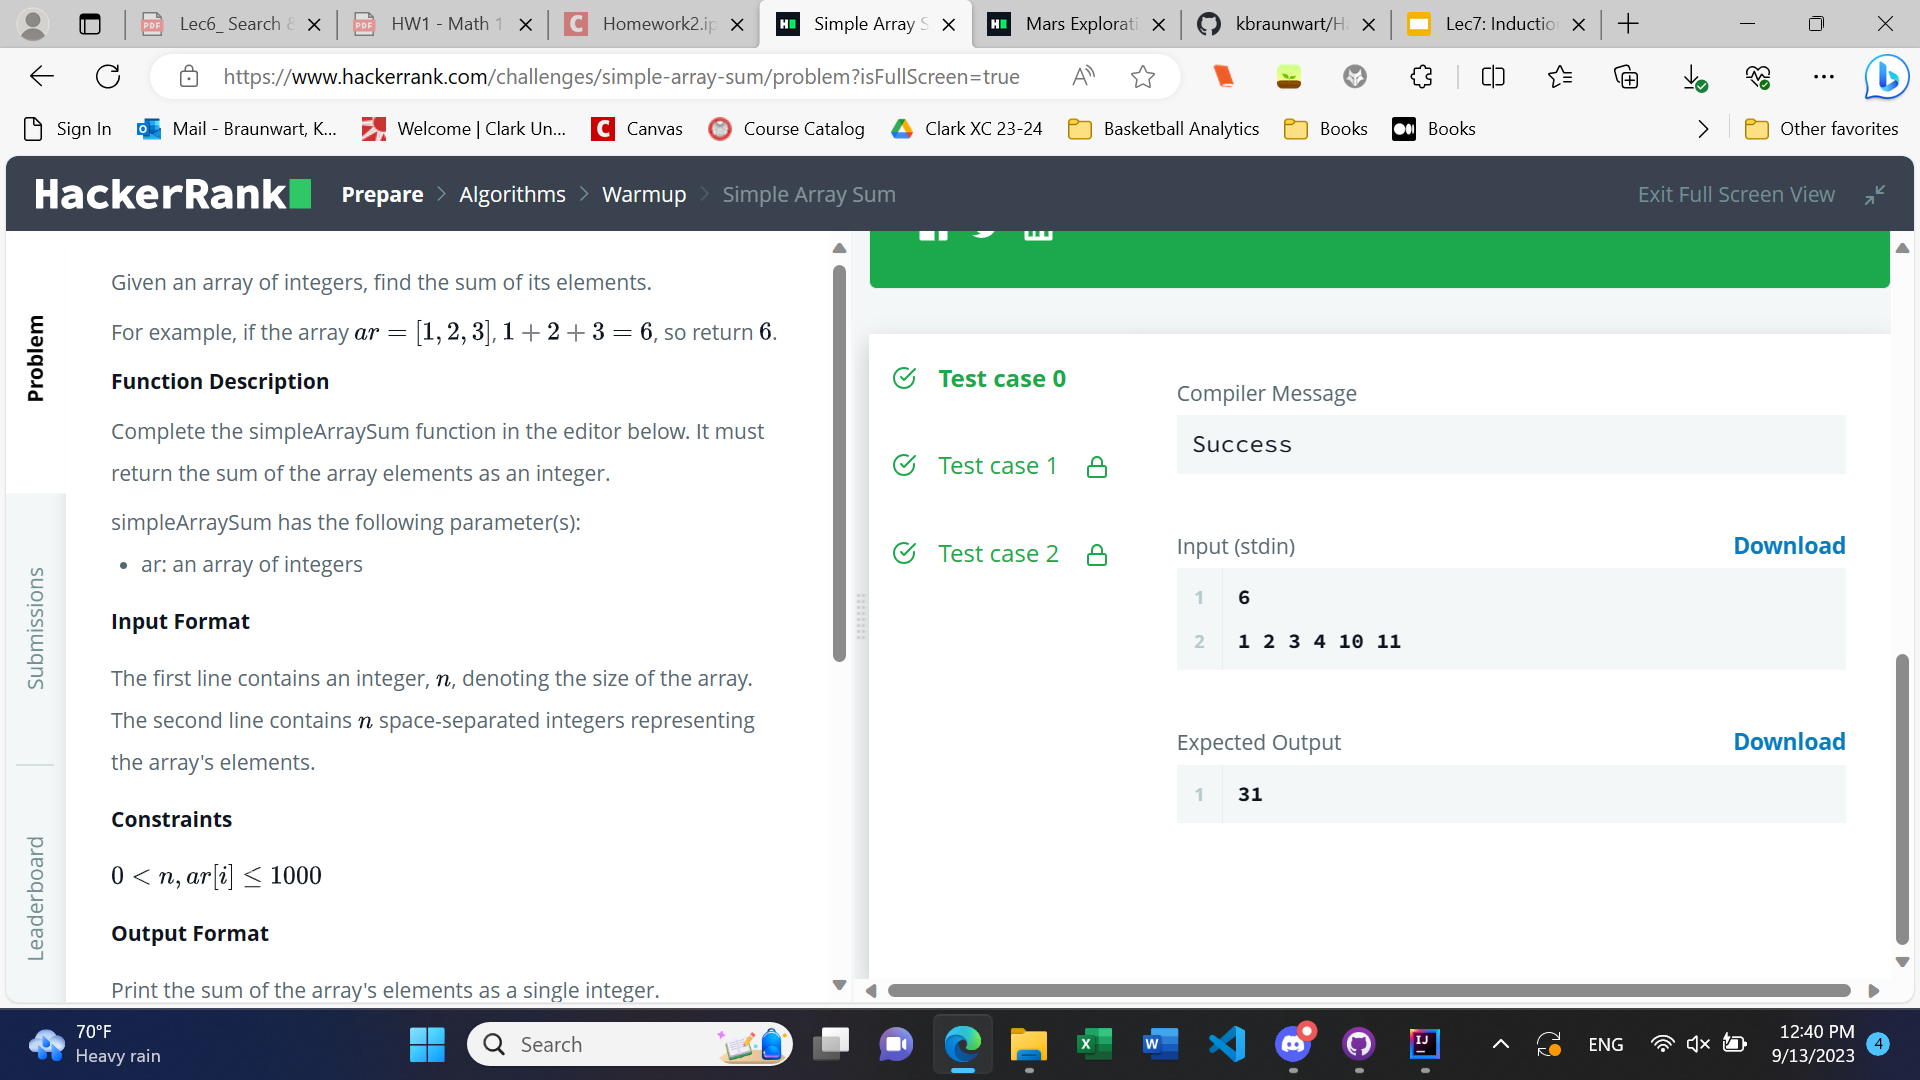 Lec6_ Search &
HW1 - Math 1
Homework2.ip
Simple Array S
Mars Explorati
kbraunwart/Ha
Lec7: Induction
https://www.hackerrank.com/challenges/simple-array-sum/problem?isFullScreen=true
Sign In
Mail - Braunwart, K...
Welcome | Clark Un...
Canvas
Course Catalog
Clark XC 23-24
Basketball Analytics
Books
Books
Other favorites
HackerRank
Prepare > Algorithms > Warmup > Simple Array Sum
Exit Full Screen View
Problem
Submissions
Leaderboard
Given an array of integers, find the sum of its elements.
For example, if the array ar = [1, 2, 3], 1 + 2 + 3 = 6, so return 6.
Function Description
Complete the simpleArraySum function in the editor below. It must
return the sum of the array elements as an integer.
simpleArraySum has the following parameter(s):
• ar: an array of integers
Input Format
The first line contains an integer, n, denoting the size of the array.
The second line contains n space-separated integers representing
the array's elements.
Constraints
0 < n, ar[i] ≤ 1000
Output Format
Print the sum of the array's elements as a single integer.
Test case 0
Test case 1
Test case 2
Compiler Message
Success
Input (stdin)
Download
1 6
2 1 2 3 4 10 11
Expected Output
Download
1 31
70°F
Heavy rain
Search
ENG
12:40 PM
9/13/2023
4